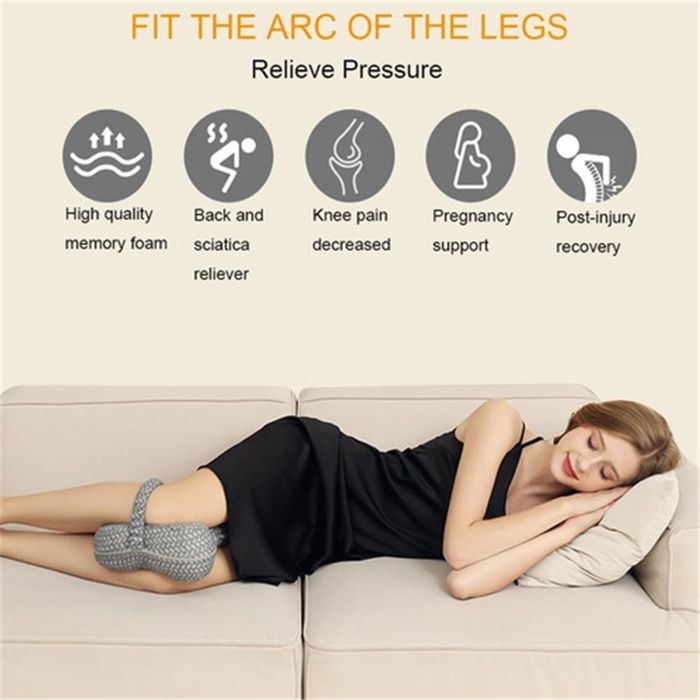 FIT THE ARC OF THE LEGS
Relieve Pressure
High quality
memory foam
Back and
sciatica
reliever
Knee pain
decreased
Pregnancy
support
Post-injury
recovery